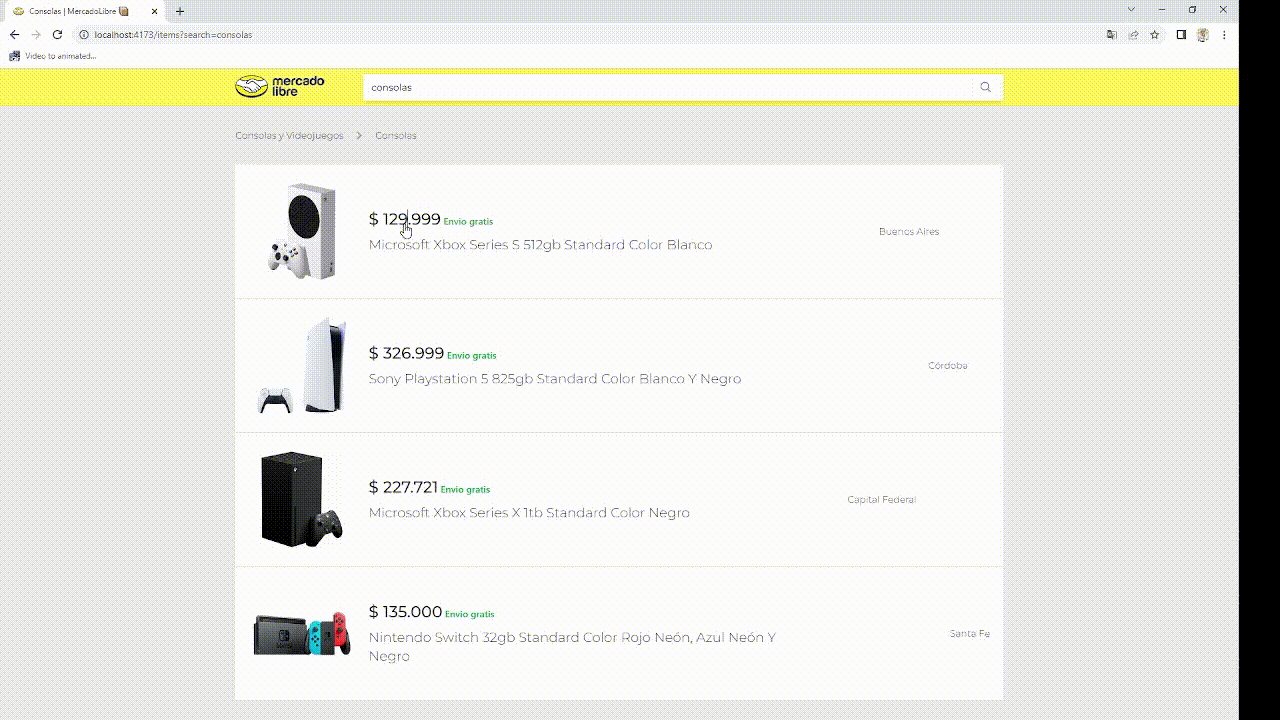 Consolas | MercadoLibre
localhost:4173/items?search=consolas
Video to animated...
mercado
libre
consolas
Consolas y Videojuegos
Consolas
$ 129.999 Envio gratis
Microsoft Xbox Series S 512gb Standard Color Blanco
Buenos Aires
$ 326.999 Envio gratis
Sony Playstation 5 825gb Standard Color Blanco Y Negro
Córdoba
$ 227.721 Envio gratis
Microsoft Xbox Series X 1tb Standard Color Negro
Capital Federal
$ 135.000 Envio gratis
Nintendo Switch 32gb Standard Color Rojo Neón, Azul Neón Y
Negro
Santa Fe